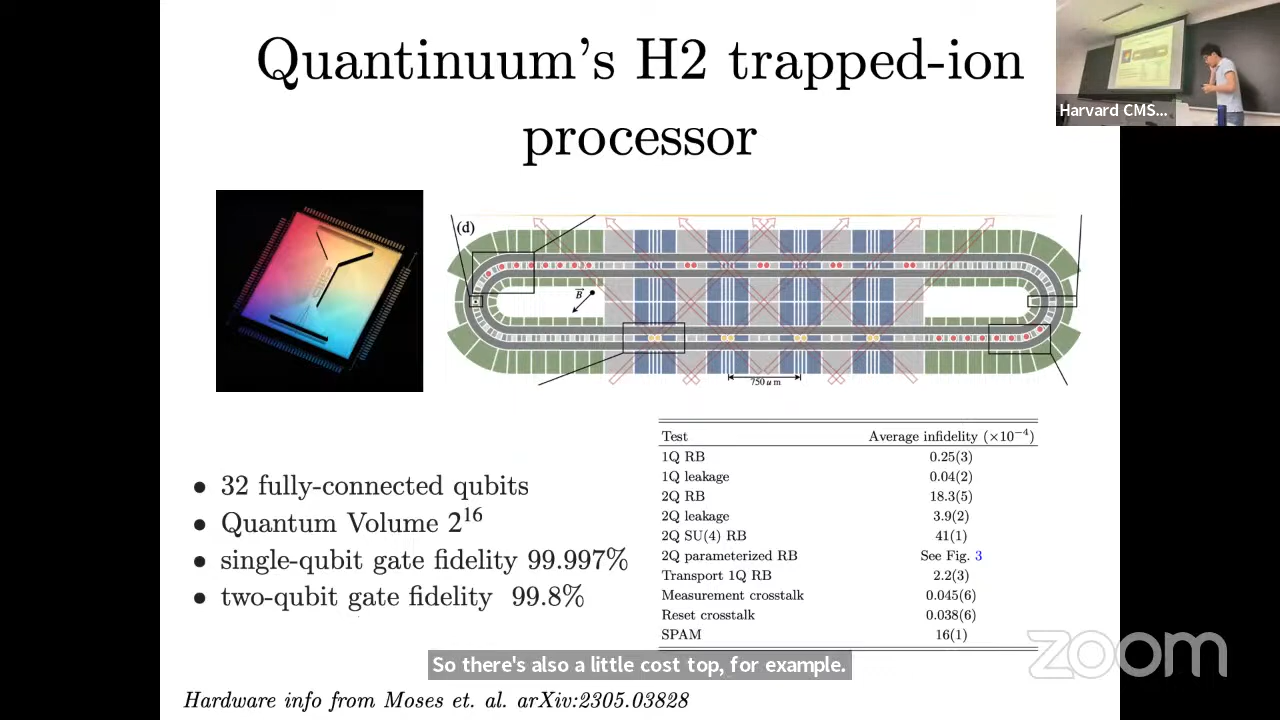 Quantinuum's H2 trapped-ion
processor
Harvard CMS...
(d)
B
750 u m
Test Average infidelity (×10⁻⁴)
1Q RB 0.25(3)
1Q leakage 0.04(2)
2Q RB 18.3(5)
2Q leakage 3.9(2)
2Q SU(4) RB 41(1)
2Q parameterized RB See Fig. 3
Transport 1Q RB 2.2(3)
Measurement crosstalk 0.045(6)
Reset crosstalk 0.038(6)
SPAM 16(1)
• 32 fully-connected qubits
• Quantum Volume 2¹⁶
• single-qubit gate fidelity 99.997%
• two-qubit gate fidelity 99.8%
zoom
So there's also a little cost top, for example.
Hardware info from Moses et. al. arXiv:2305.03828